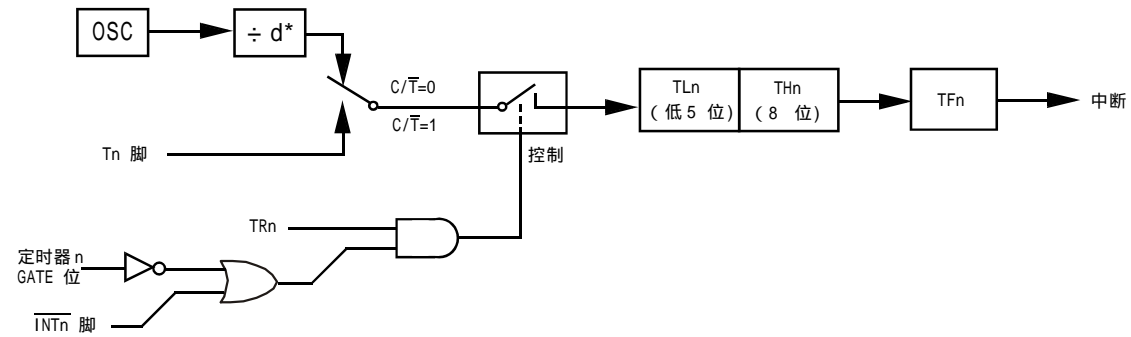 OSC
÷ d*
C/T̅=0
C/T̅=1
Tn 脚
TLn
(低5 位)
THn
(8 位)
TFn
中断
控制
TRn
定时器n
GATE 位
I̅N̅T̅n̅ 脚